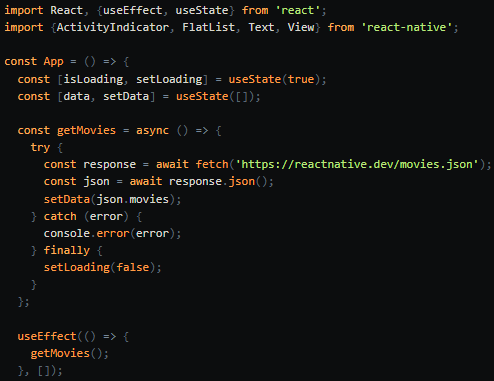 import React, {useEffect, useState} from 'react';
import {ActivityIndicator, FlatList, Text, View} from 'react-native';

const App = () => {
  const [isLoading, setLoading] = useState(true);
  const [data, setData] = useState([]);

  const getMovies = async () => {
    try {
      const response = await fetch('https://reactnative.dev/movies.json');
      const json = await response.json();
      setData(json.movies);
    } catch (error) {
      console.error(error);
    } finally {
      setLoading(false);
    }
  };

  useEffect(() => {
    getMovies();
  }, []);